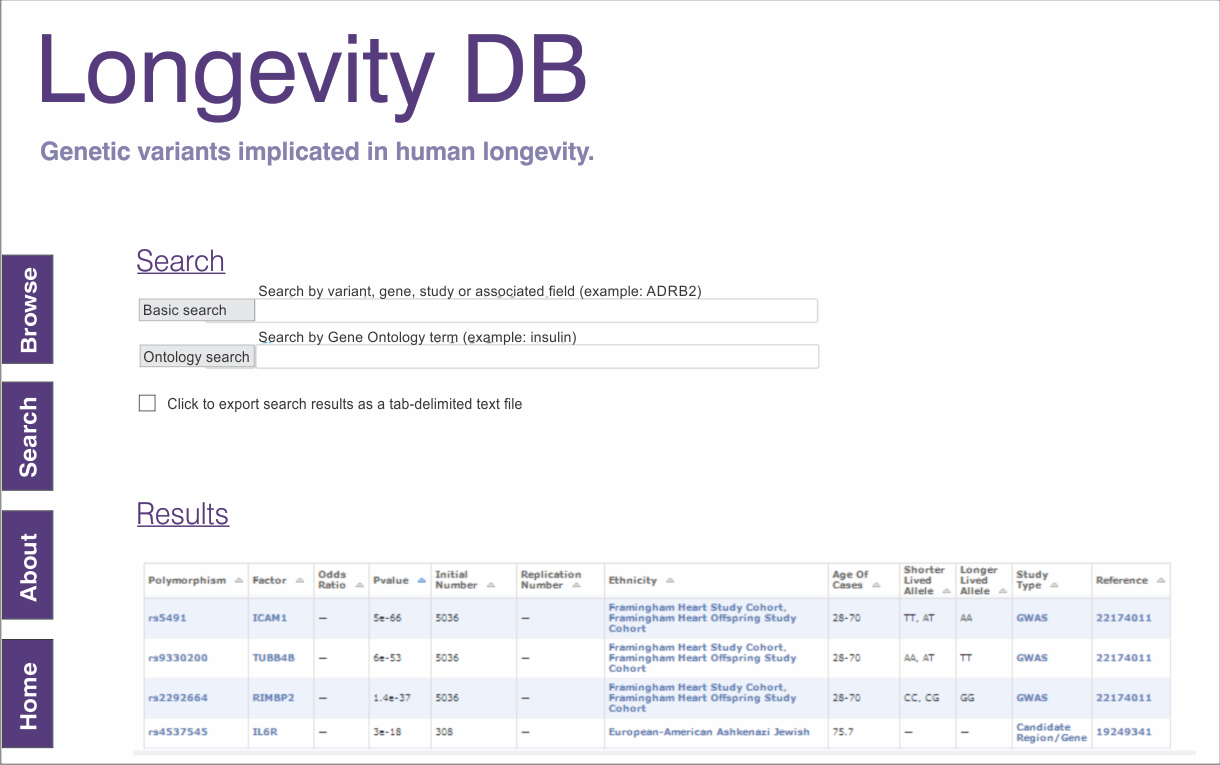 Longevity DB
Genetic variants implicated in human longevity.
Browse
Search
About
Home
Search
Search by variant, gene, study or associated field (example: ADRB2)
Basic search
Search by Gene Ontology term (example: insulin)
Ontology search
Click to export search results as a tab-delimited text file
Results
Polymorphism Factor Odds Ratio Pvalue Initial Number Replication Number Ethnicity Age Of Cases Shorter Lived Allele Longer Lived Allele Study Type Reference
rs5491 ICAM1 — 5e-66 5036 — Framingham Heart Study Cohort, Framingham Heart Offspring Study Cohort 28-70 TT, AT AA GWAS 22174011
rs9330200 TUBB4B — 6e-53 5036 — Framingham Heart Study Cohort, Framingham Heart Offspring Study Cohort 28-70 AA, AT TT GWAS 22174011
rs2292664 RIMBP2 — 1.4e-37 5036 — Framingham Heart Study Cohort, Framingham Heart Offspring Study Cohort 28-70 CC, CG GG GWAS 22174011
rs4537545 IL6R — 3e-18 308 — European-American Ashkenazi Jewish 75.7 — — Candidate Region/Gene 19249341